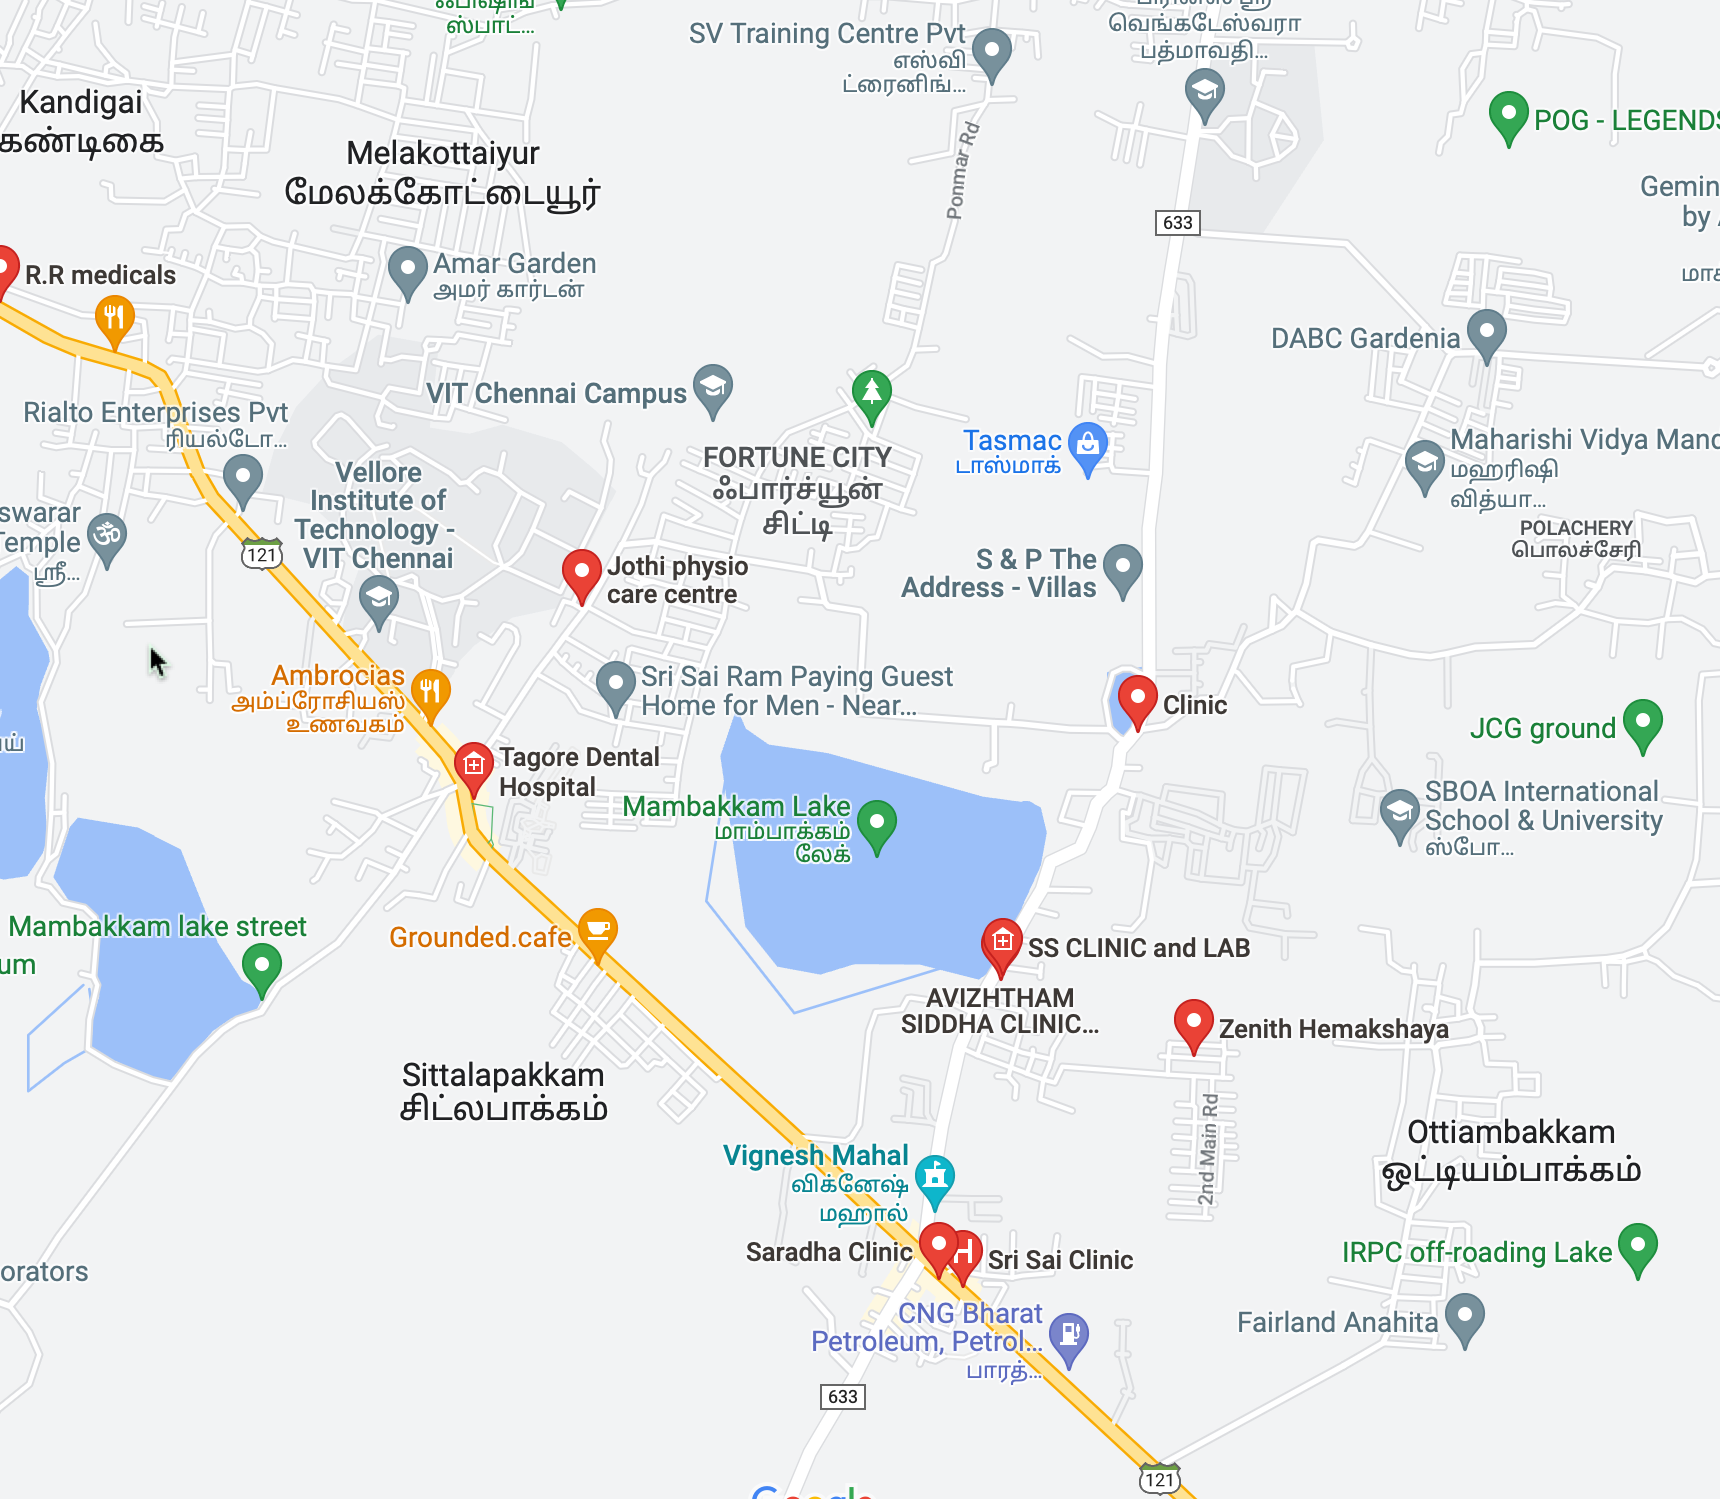 ஸ்பாட்...
SV Training Centre Pvt
எஸ்வி
ட்ரைனிங்...
வெங்கடேஸ்வரா
பத்மாவதி...
Kandigai
கண்டிகை
POG - LEGENDS
Melakottaiyur
மேலக்கோட்டையூர்
Ponmar Rd
Gemin
by
633
R.R medicals
Amar Garden
அமர் கார்டன்
மாக
DABC Gardenia
VIT Chennai Campus
Rialto Enterprises Pvt
ரியல்டோ...
Tasmac
டாஸ்மாக்
Maharishi Vidya Mand
மஹரிஷி
வித்யா...
FORTUNE CITY
ஃபார்ச்யூன்
சிட்டி
Vellore
Institute of
Technology -
VIT Chennai
swarar
Temple
ஸ்ரீ...
121
POLACHERY
பொலச்சேரி
S & P The
Address - Villas
Jothi physio
care centre
Ambrocias
அம்ப்ரோசியஸ்
உணவகம்
Sri Sai Ram Paying Guest
Home for Men - Near...
Clinic
JCG ground
ய்
Tagore Dental
Hospital
Mambakkam Lake
மாம்பாக்கம்
லேக்
SBOA International
School & University
ஸ்போ...
Mambakkam lake street
um
Grounded.cafe
SS CLINIC and LAB
AVIZHTHAM
SIDDHA CLINIC...
Zenith Hemakshaya
Sittalapakkam
சிட்லபாக்கம்
2nd Main Rd
Ottiambakkam
ஒட்டியம்பாக்கம்
Vignesh Mahal
விக்னேஷ்
மஹால்
Saradha Clinic
Sri Sai Clinic
IRPC off-roading Lake
orators
CNG Bharat
Petroleum, Petrol...
பாரத்...
Fairland Anahita
633
121
Google